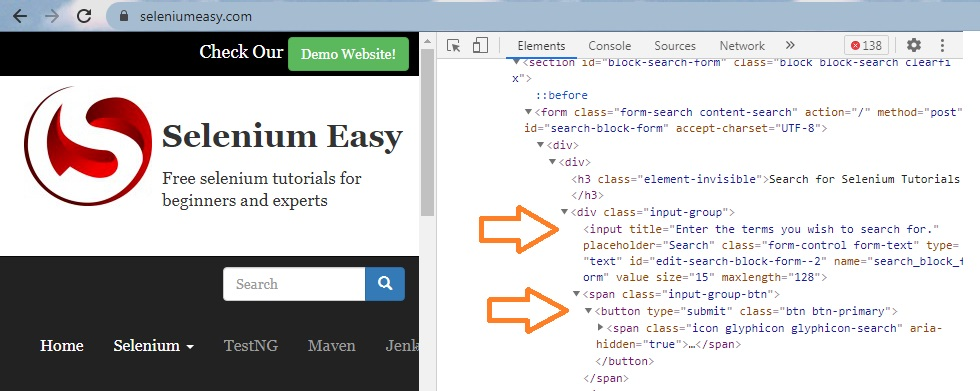 seleniumeasy.com
Check Our Demo Website!
Selenium Easy
Free selenium tutorials for
beginners and experts
Search
Home Selenium TestNG Maven Jenk
Elements Console Sources Network » 138
<section id="block-search-form" class="block block-search clearfi
x">
::before
<form class="form-search content-search" action="/" method="post"
id="search-block-form" accept-charset="UTF-8">
<div>
<div>
<h3 class="element-invisible">Search for Selenium Tutorials
</h3>
<div class="input-group">
<input title="Enter the terms you wish to search for."
placeholder="Search" class="form-control form-text" type=
"text" id="edit-search-block-form--2" name="search_block_f
orm" value size="15" maxlength="128">
<span class="input-group-btn">
<button type="submit" class="btn btn-primary">
<span class="icon glyphicon glyphicon-search" aria-
hidden="true">…</span>
</button>
</span>